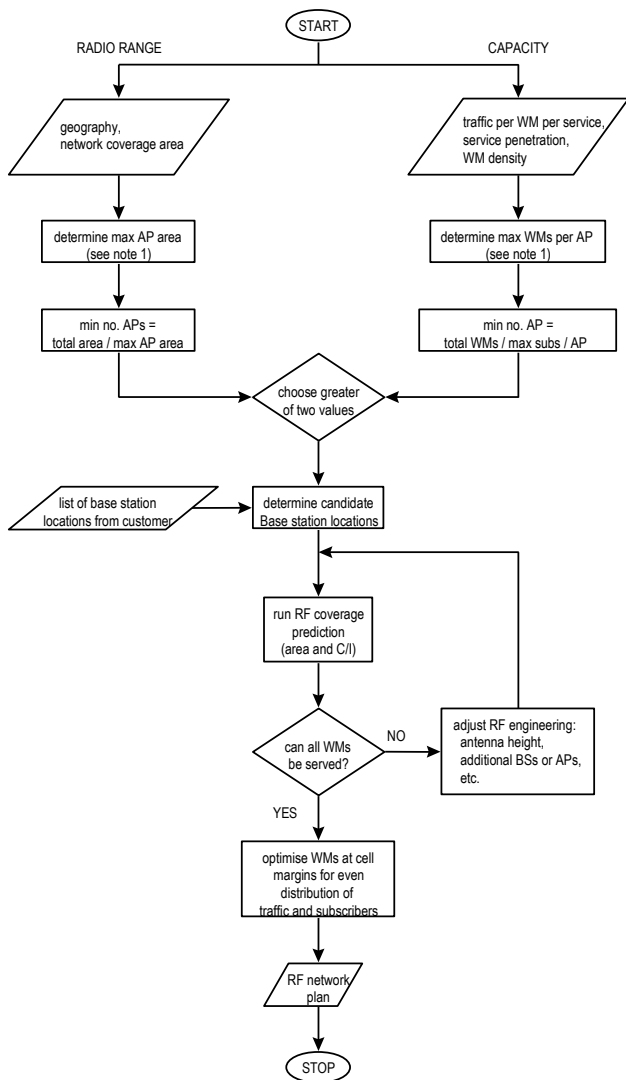 START
RADIO RANGE
CAPACITY
geography,
network coverage area
traffic per WM per service,
service penetration,
WM density
determine max AP area
(see note 1)
determine max WMs per AP
(see note 1)
min no. APs =
total area / max AP area
min no. AP =
total WMs / max subs / AP
choose greater
of two values
list of base station
locations from customer
determine candidate
Base station locations
run RF coverage
prediction
(area and C/I)
can all WMs
be served?
NO
adjust RF engineering:
antenna height,
additional BSs or APs,
etc.
YES
optimise WMs at cell
margins for even
distribution of
traffic and subscribers
RF network
plan
STOP